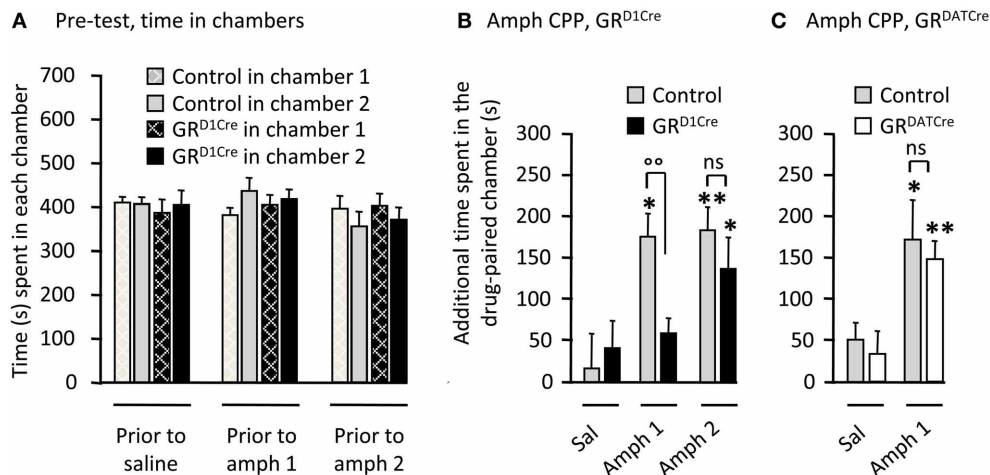 A Pre-test, time in chambers
Time (s) spent in each chamber
700
600
500
400
300
200
100
0
Control in chamber 1
Control in chamber 2
GR^D1Cre in chamber 1
GR^D1Cre in chamber 2
Prior to
saline
Prior to
amph 1
Prior to
amph 2
B Amph CPP, GR^D1Cre
Additional time spent in the
drug-paired chamber (s)
Control
GR^D1Cre
300
250
200
150
100
50
0
°°
*
ns
**
*
Sal
Amph 1
Amph 2
C Amph CPP, GR^DATCre
Control
GR^DATCre
300
250
200
150
100
50
0
ns
*
**
Sal
Amph 1